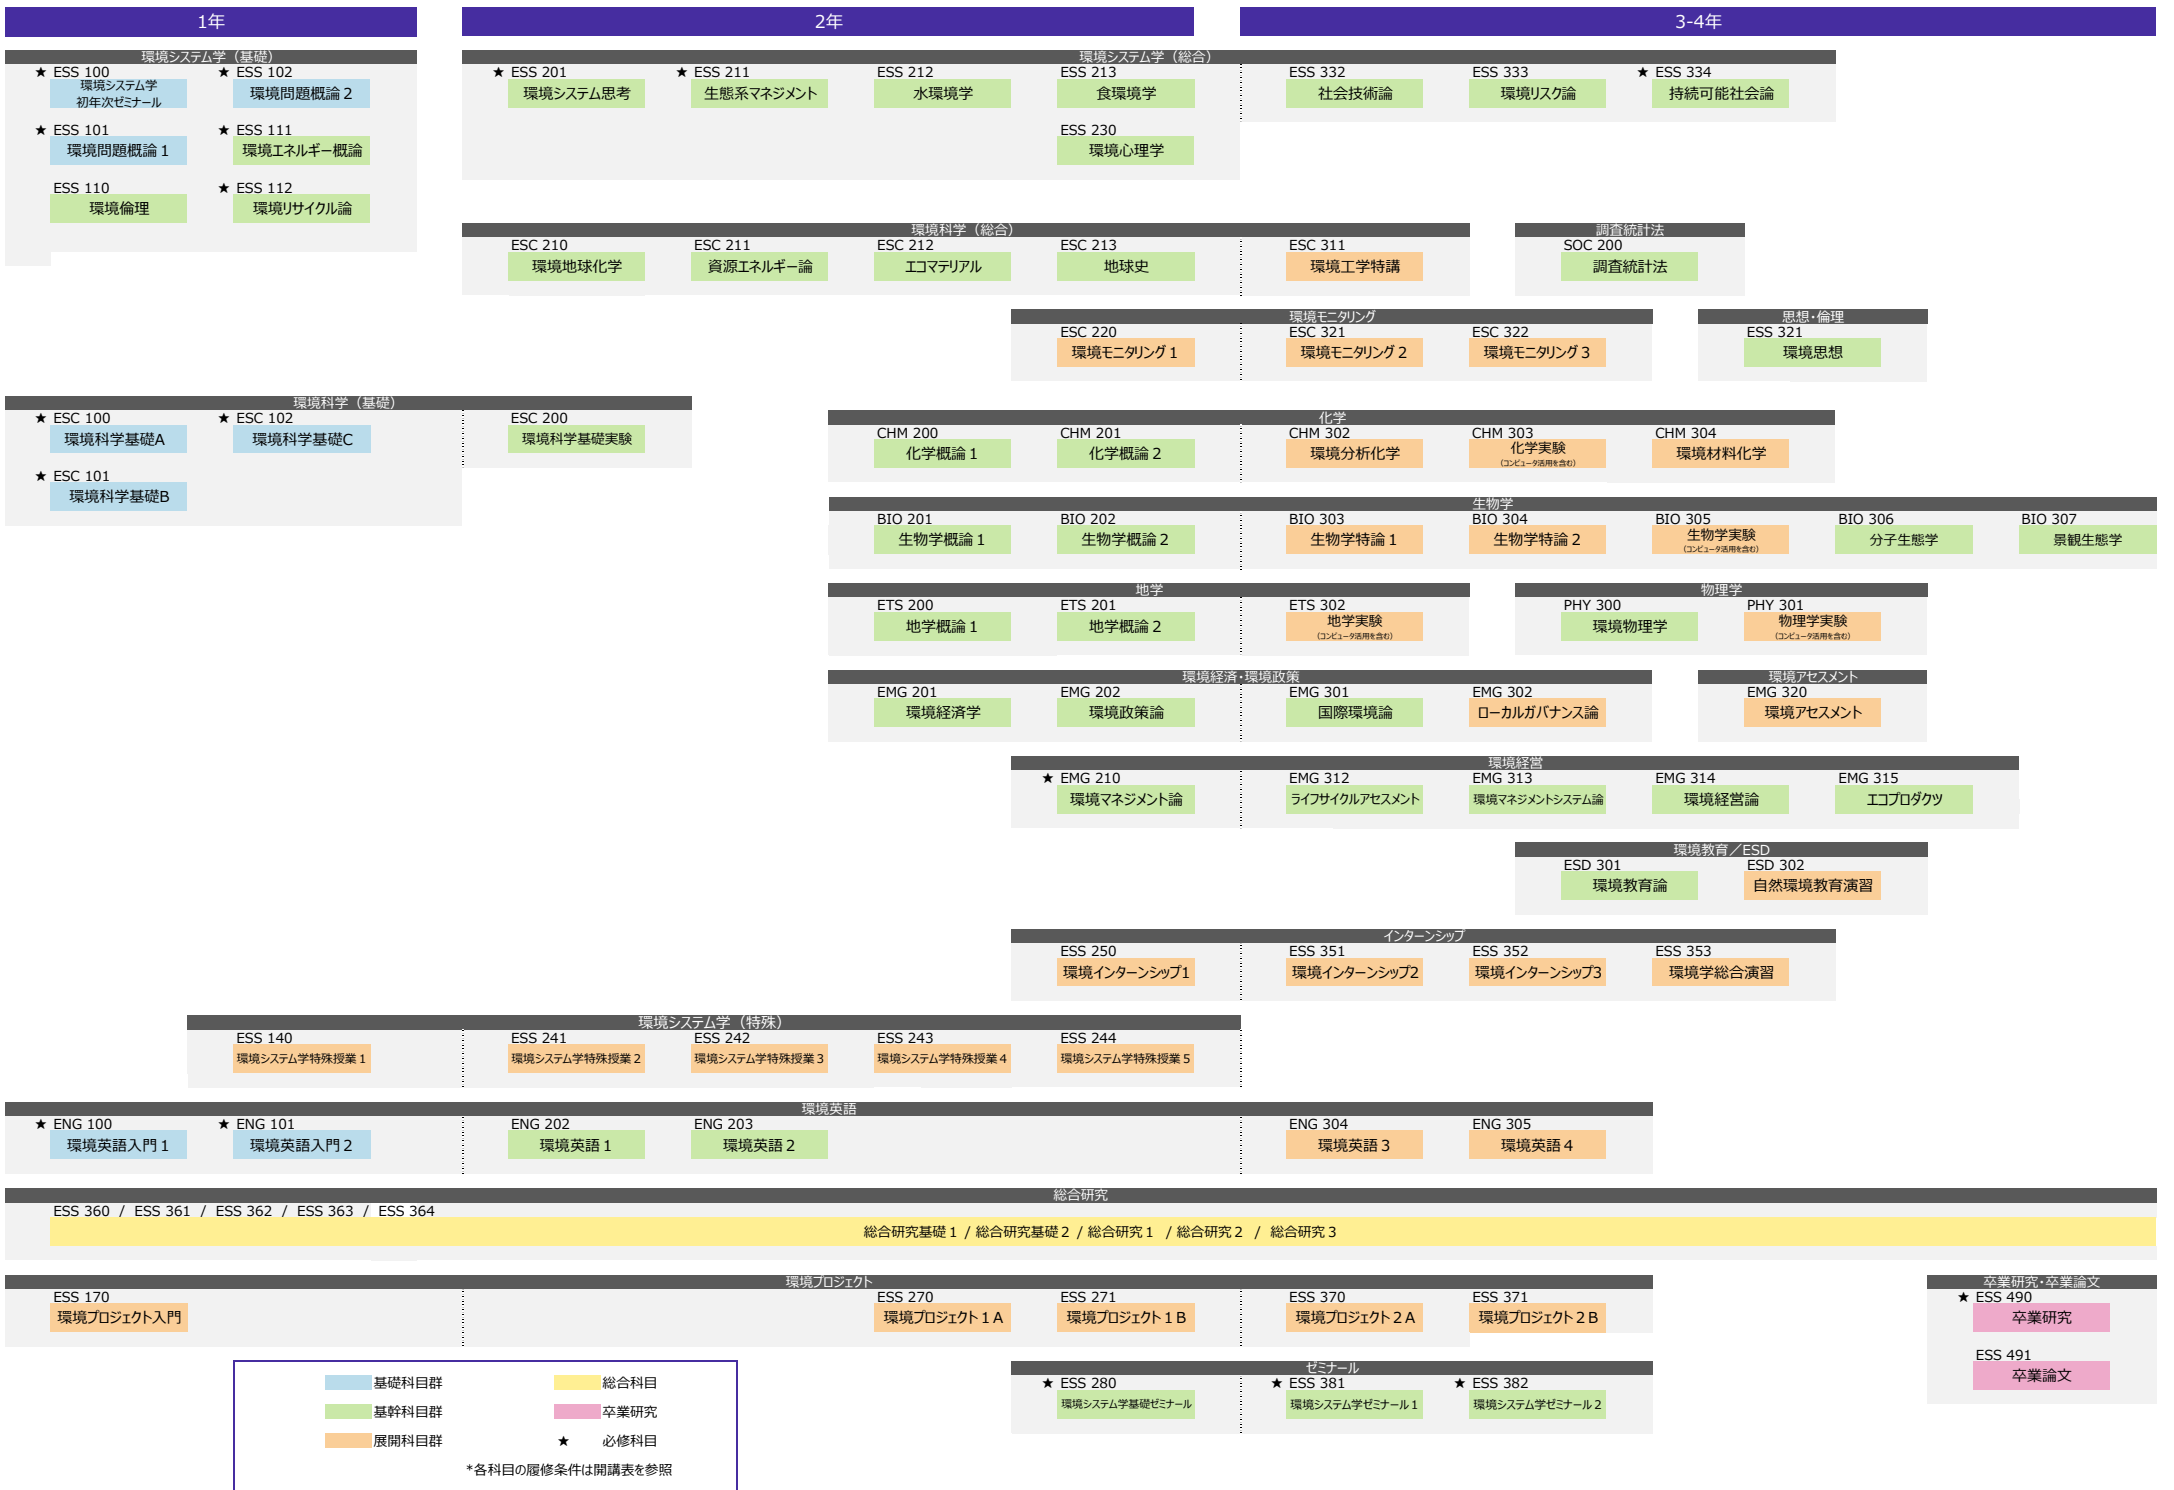 1年
2年
3-4年
環境システム学（基礎）
環境システム学（総合）
★ ESS 100
★ ESS 102
★ ESS 201
★ ESS 211
ESS 212
ESS 213
ESS 332
ESS 333
★ ESS 334
環境システム学
初年次ゼミナール
環境問題概論２
環境システム思考
生態系マネジメント
水環境学
食環境学
社会技術論
環境リスク論
持続可能社会論
★ ESS 101
★ ESS 111
ESS 230
環境問題概論１
環境エネルギー概論
環境心理学
ESS 110
★ ESS 112
環境倫理
環境リサイクル論
環境科学（総合）
調査統計法
ESC 210
ESC 211
ESC 212
ESC 213
ESC 311
SOC 200
環境地球化学
資源エネルギー論
エコマテリアル
地球史
環境工学特講
調査統計法
環境モニタリング
思想・倫理
ESC 220
ESC 321
ESC 322
ESS 321
環境モニタリング１
環境モニタリング２
環境モニタリング３
環境思想
環境科学（基礎）
化学
★ ESC 100
★ ESC 102
ESC 200
CHM 200
CHM 201
CHM 302
CHM 303
CHM 304
環境科学基礎A
環境科学基礎C
環境科学基礎実験
化学概論１
化学概論２
環境分析化学
化学実験
（コンピュータ活用を含む）
環境材料化学
★ ESC 101
環境科学基礎B
生物学
BIO 201
BIO 202
BIO 303
BIO 304
BIO 305
BIO 306
BIO 307
生物学概論１
生物学概論２
生物学特論１
生物学特論２
生物学実験
（コンピュータ活用を含む）
分子生態学
景観生態学
地学
物理学
ETS 200
ETS 201
ETS 302
PHY 300
PHY 301
地学概論１
地学概論２
地学実験
（コンピュータ活用を含む）
環境物理学
物理学実験
（コンピュータ活用を含む）
環境経済・環境政策
環境アセスメント
EMG 201
EMG 202
EMG 301
EMG 302
EMG 320
環境経済学
環境政策論
国際環境論
ローカルガバナンス論
環境アセスメント
環境経営
★ EMG 210
EMG 312
EMG 313
EMG 314
EMG 315
環境マネジメント論
ライフサイクルアセスメント
環境マネジメントシステム論
環境経営論
エコプロダクツ
環境教育／ESD
ESD 301
ESD 302
環境教育論
自然環境教育演習
インターンシップ
ESS 250
ESS 351
ESS 352
ESS 353
環境インターンシップ1
環境インターンシップ2
環境インターンシップ3
環境学総合演習
環境システム学（特殊）
ESS 140
ESS 241
ESS 242
ESS 243
ESS 244
環境システム学特殊授業１
環境システム学特殊授業２
環境システム学特殊授業３
環境システム学特殊授業４
環境システム学特殊授業５
環境英語
★ ENG 100
★ ENG 101
ENG 202
ENG 203
ENG 304
ENG 305
環境英語入門１
環境英語入門２
環境英語１
環境英語２
環境英語３
環境英語４
総合研究
ESS 360 / ESS 361 / ESS 362 / ESS 363 / ESS 364
総合研究基礎１ / 総合研究基礎２ / 総合研究１ / 総合研究２ / 総合研究３
環境プロジェクト
卒業研究・卒業論文
ESS 170
ESS 270
ESS 271
ESS 370
ESS 371
★ ESS 490
環境プロジェクト入門
環境プロジェクト１A
環境プロジェクト１B
環境プロジェクト２A
環境プロジェクト２B
卒業研究
ESS 491
卒業論文
ゼミナール
★ ESS 280
★ ESS 381
★ ESS 382
環境システム学基礎ゼミナール
環境システム学ゼミナール１
環境システム学ゼミナール２
基礎科目群
総合科目
基幹科目群
卒業研究
展開科目群
★ 必修科目
*各科目の履修条件は開講表を参照